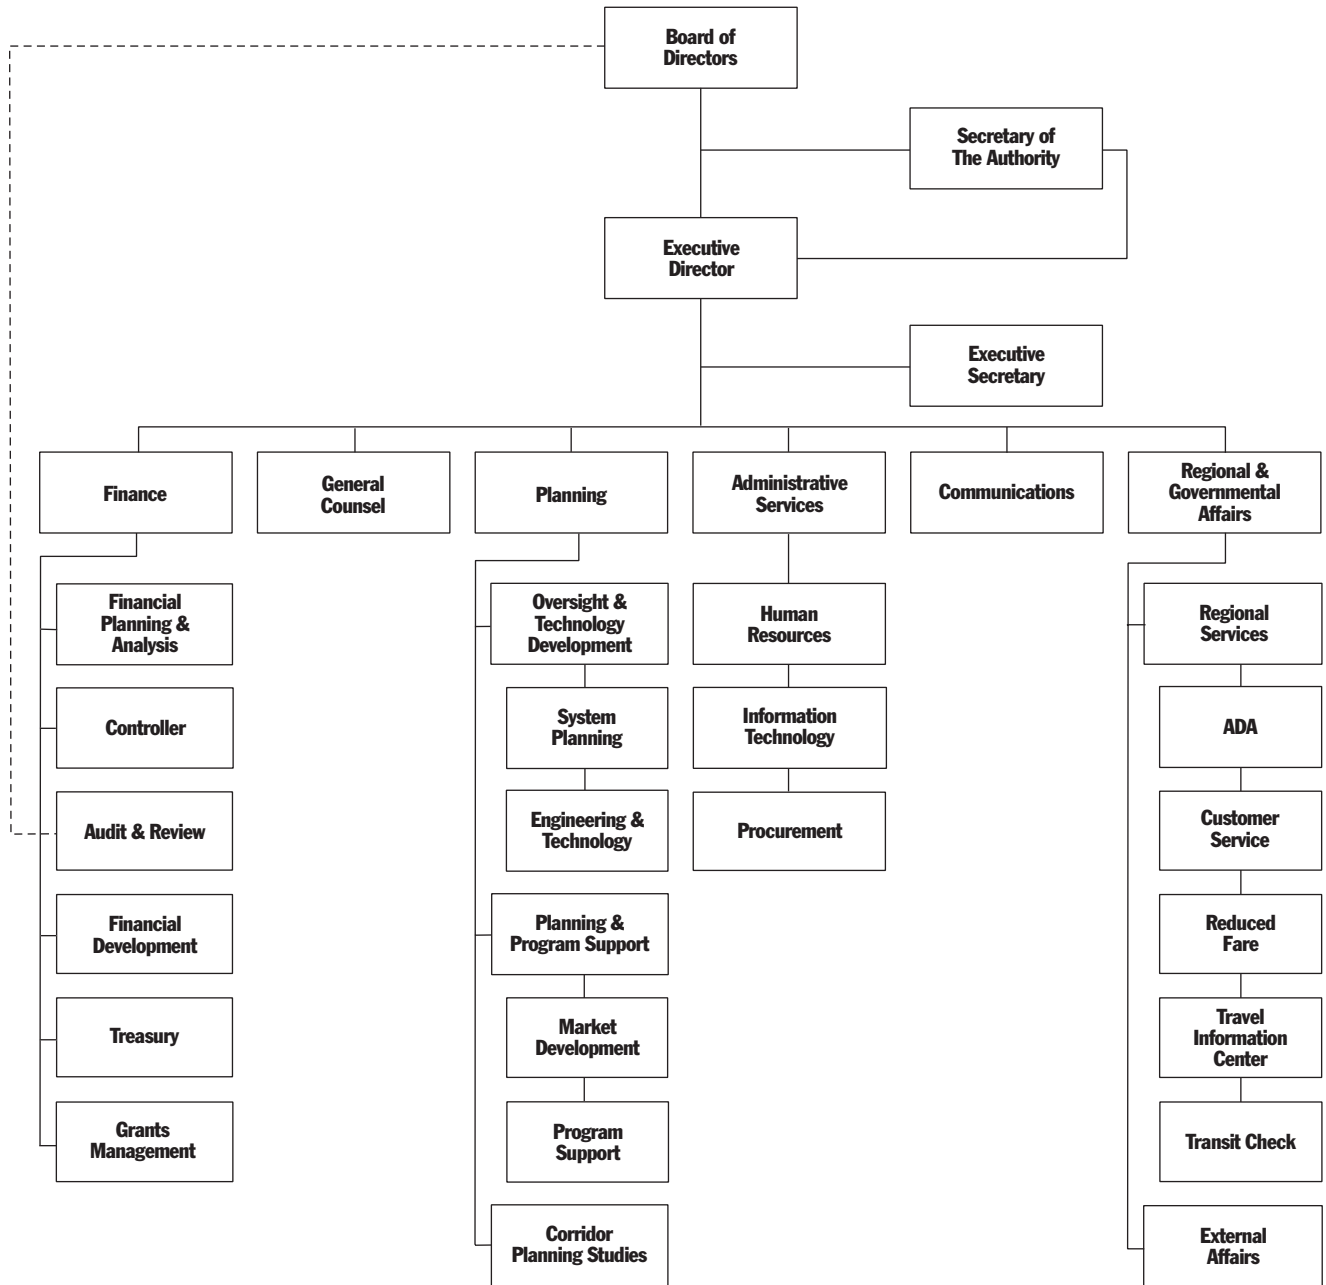 Board of
Directors
Secretary of
The Authority
Executive
Director
Executive
Secretary
Finance
General
Counsel
Planning
Administrative
Services
Communications
Regional &
Governmental
Affairs
Financial
Planning &
Analysis
Controller
Audit & Review
Financial
Development
Treasury
Grants
Management
Oversight &
Technology
Development
System
Planning
Engineering &
Technology
Planning &
Program Support
Market
Development
Program
Support
Corridor
Planning Studies
Human
Resources
Information
Technology
Procurement
Regional
Services
ADA
Customer
Service
Reduced
Fare
Travel
Information
Center
Transit Check
External
Affairs